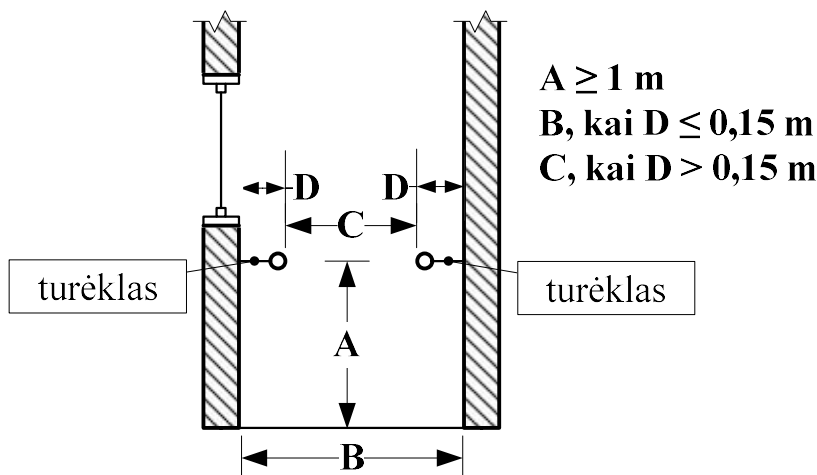 A ≥ 1 m
B, kai D ≤ 0,15 m
C, kai D > 0,15 m
D D
C
turėklas turėklas
A
B